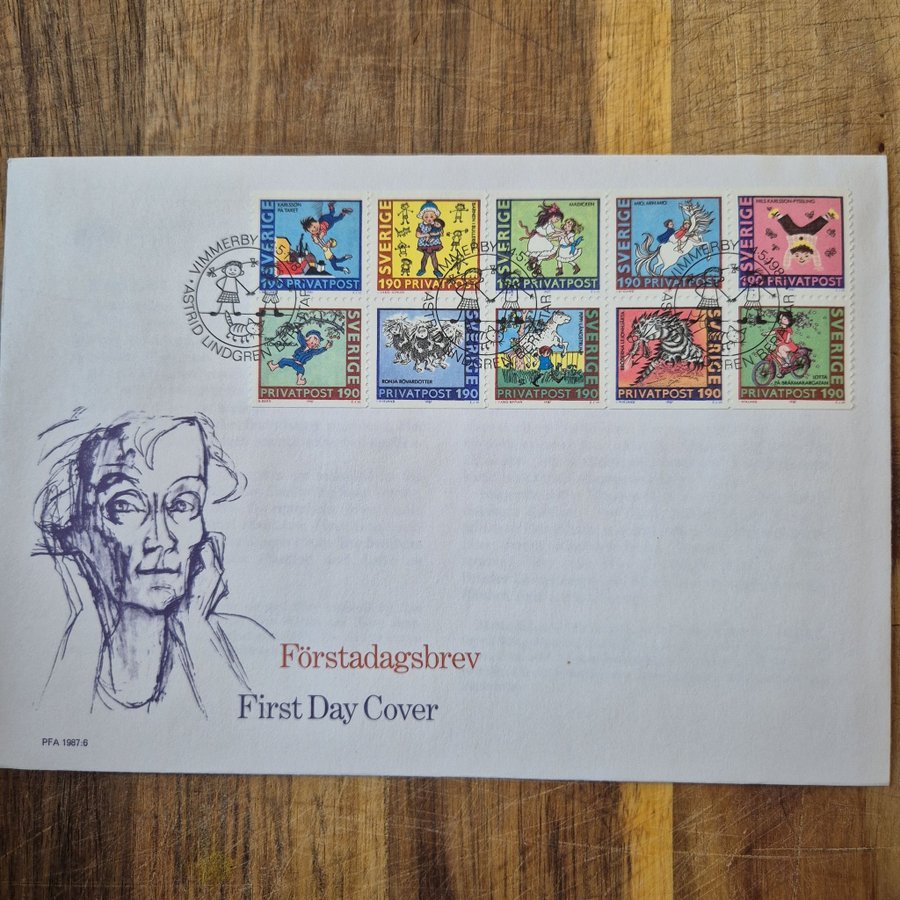 KARLSSON
PÅ TAKET
SVERIGE
190 PRIVATPOST
SVERIGE
190 PRIVATPOST
MADICKEN
SVERIGE
190 PRIVATPOST
MIO, MIN MIO
SVERIGE
190 PRIVATPOST
NILS KARLSSON-PYSSLING
SVERIGE
190 PRIVATPOST
VIMMERBY
ASTRID LINDGREN
SVERIGE
PRIVATPOST 190
RONJA RÖVARDOTTER
SVERIGE
PRIVATPOST 190
SVERIGE
PRIVATPOST 190
SVERIGE
PRIVATPOST 190
SVERIGE
LOTTA
PÅ BRÅKMAKARGATAN
PRIVATPOST 190
Förstadagsbrev
First Day Cover
PFA 1987:6